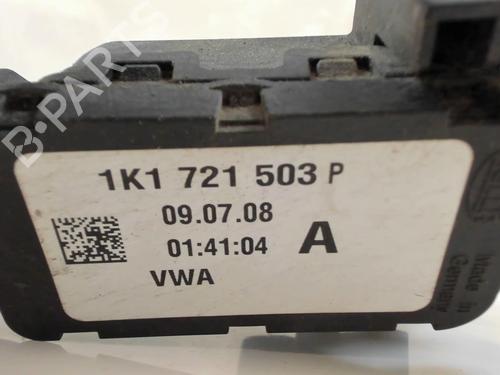 1K1 721 503 P
09.07.08
01:41:04 A
VWA
Made in
Germany
B-PARTS